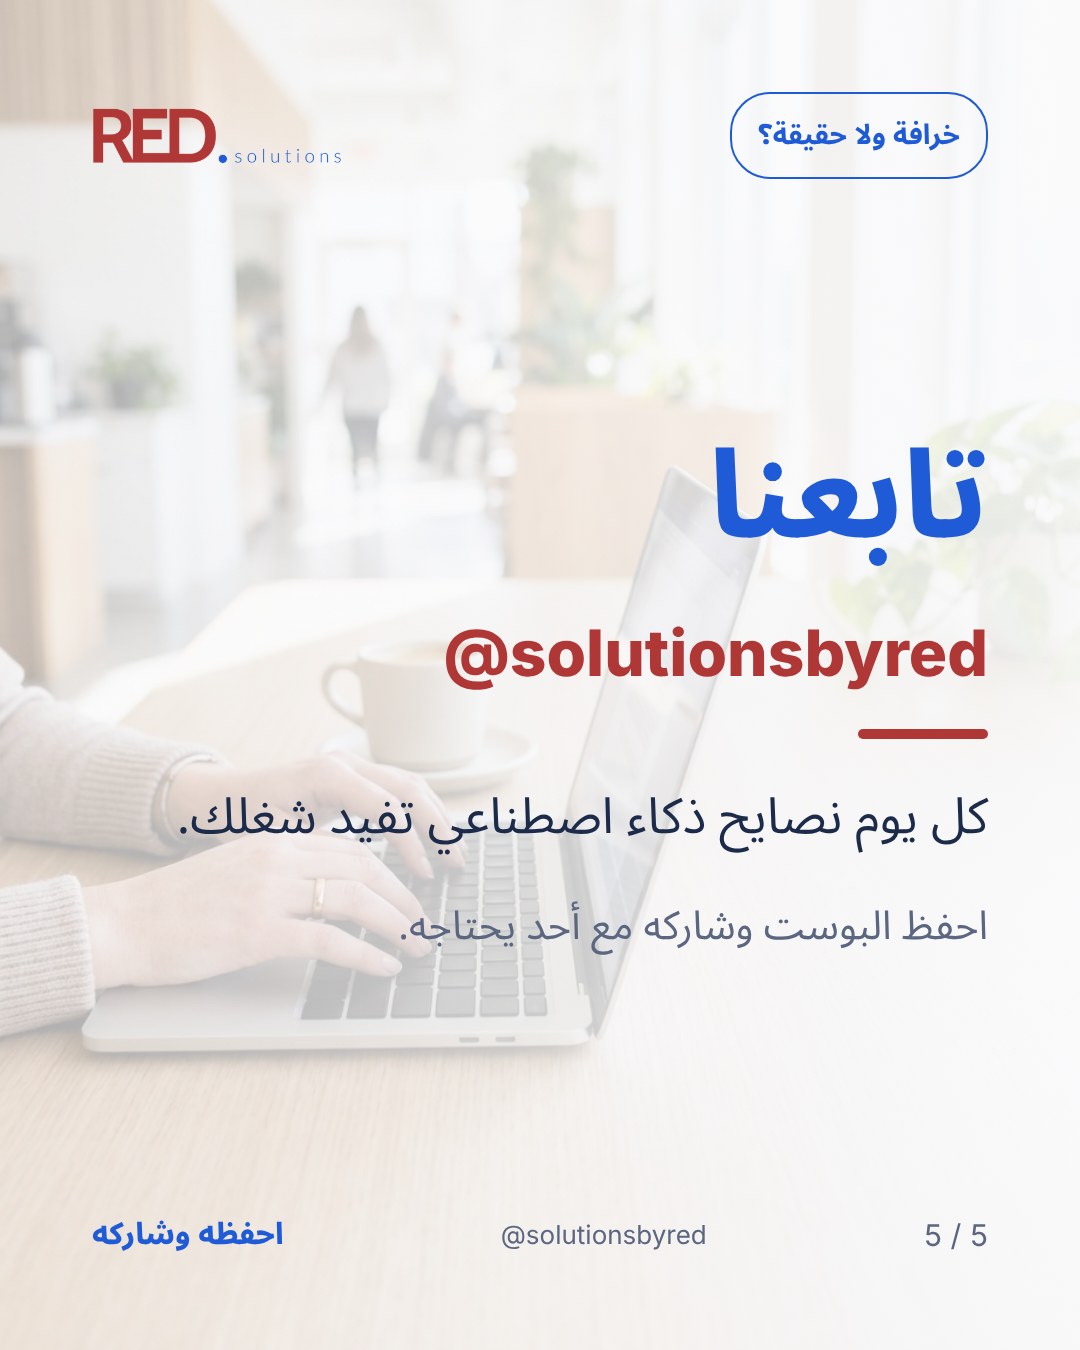 RED.solutions
خرافة ولا حقيقة؟
تابعنا
@solutionsbyred
كل يوم نصايح ذكاء اصطناعي تفيد شغلك.
احفظ البوست وشاركه مع أحد يحتاجه.
احفظه وشاركه
@solutionsbyred
5 / 5